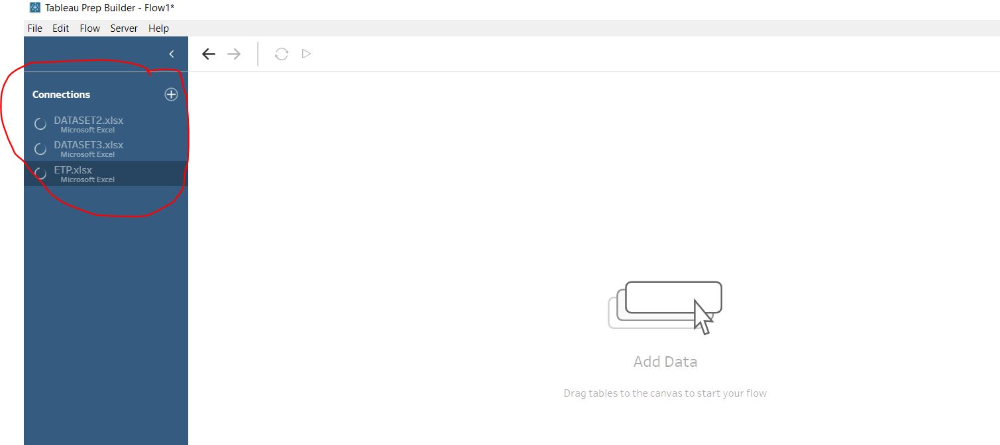 Tableau Prep Builder - Flow1*
File Edit Flow Server Help
Connections
DATASET2.xlsx
Microsoft Excel
DATASET3.xlsx
Microsoft Excel
ETP.xlsx
Microsoft Excel
Add Data
Drag tables to the canvas to start your flow